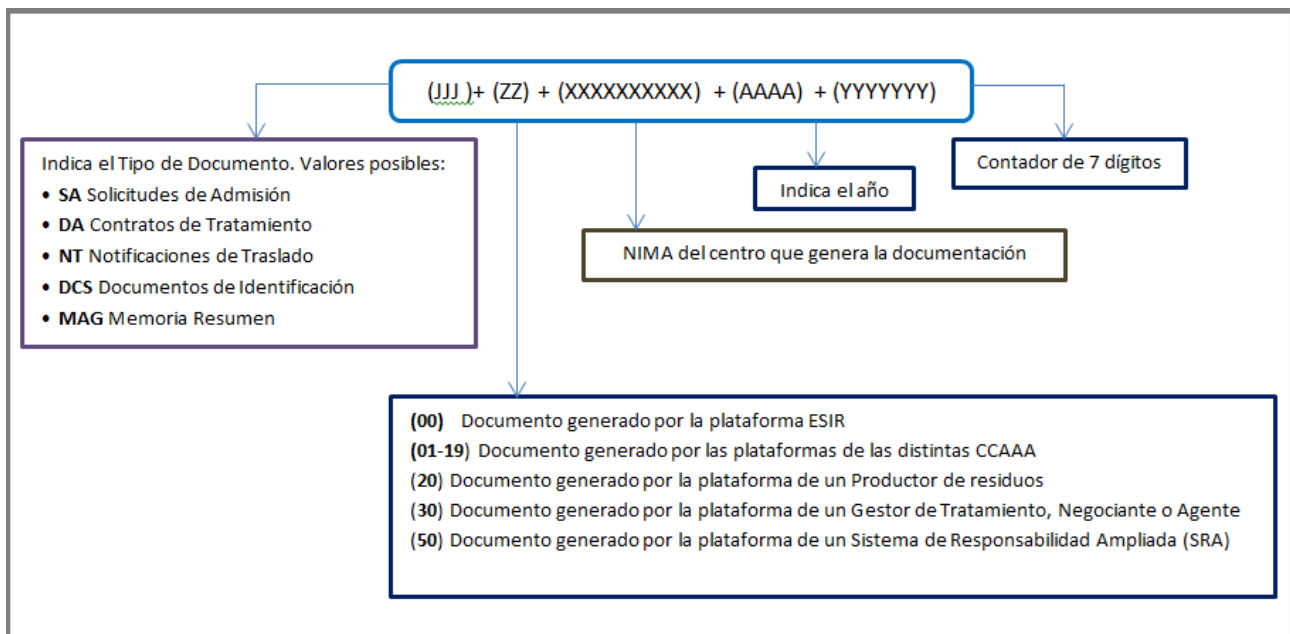 (JJJ )+ (ZZ) + (XXXXXXXXXX) + (AAAA) + (YYYYYYY)
Indica el Tipo de Documento. Valores posibles:
• SA Solicitudes de Admisión
• DA Contratos de Tratamiento
• NT Notificaciones de Traslado
• DCS Documentos de Identificación
• MAG Memoria Resumen
Indica el año
Contador de 7 dígitos
NIMA del centro que genera la documentación
(00) Documento generado por la plataforma ESIR
(01-19) Documento generado por las plataformas de las distintas CCAAA
(20) Documento generado por la plataforma de un Productor de residuos
(30) Documento generado por la plataforma de un Gestor de Tratamiento, Negociante o Agente
(50) Documento generado por la plataforma de un Sistema de Responsabilidad Ampliada (SRA)